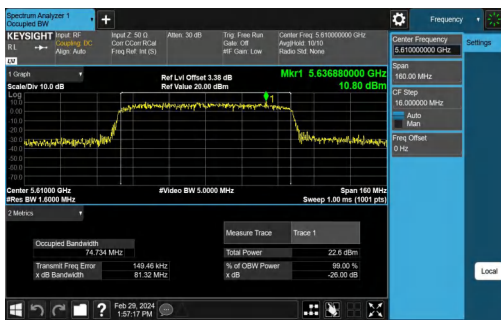 Spectrum Analyzer 1
Occupied BW
Frequency
KEYSIGHT Input: RF
RL
Coupling: DC
Align: Auto
Input Z: 50 Ω
Corr CCorr RCal
Freq Ref: Int (S)
Atten: 30 dB
Trig: Free Run
Gate: Off
#IF Gain: Low
Center Freq: 5.610000000 GHz
Avg|Hold: 10/10
Radio Std: None
Center Frequency
5.610000000 GHz
Settings
Span
160.00 MHz
CF Step
16.000000 MHz
Auto
Man
Freq Offset
0 Hz
Local
1 Graph
Scale/Div 10.0 dB
Ref Lvl Offset 3.38 dB
Ref Value 20.00 dBm
Mkr1 5.636880000 GHz
10.80 dBm
Log
10.0
0.00
-10.0
-20.0
-30.0
-40.0
-50.0
-60.0
-70.0
1
Center 5.61000 GHz
#Video BW 5.0000 MHz
Span 160 MHz
#Res BW 1.6000 MHz
Sweep 1.00 ms (1001 pts)
2 Metrics
Measure Trace Trace 1
Occupied Bandwidth
74.734 MHz
Total Power 22.6 dBm
Transmit Freq Error 149.46 kHz
% of OBW Power 99.00 %
x dB Bandwidth 81.32 MHz
x dB -26.00 dB
Feb 29, 2024
1:57:17 PM